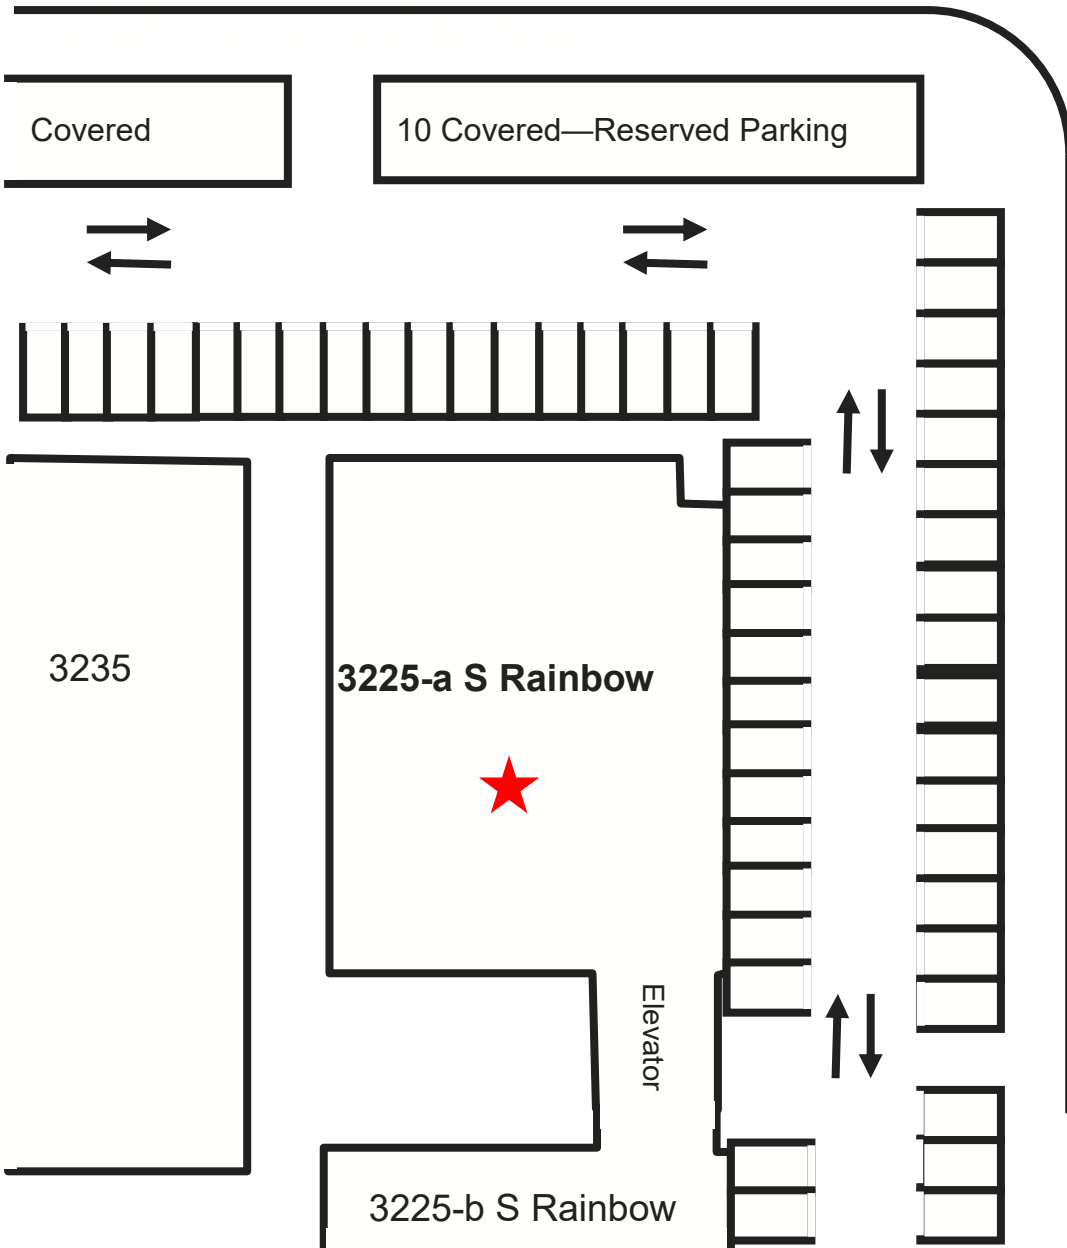 Covered
10 Covered—Reserved Parking
3235
3225-a S Rainbow
Elevator
3225-b S Rainbow